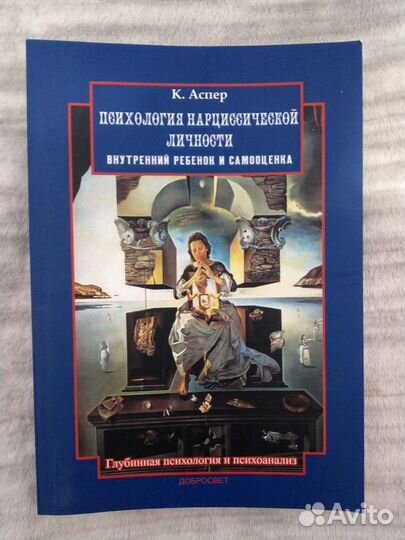 К. Аспер
ПСИХОЛОГИЯ НАРЦИССИЧЕСКОЙ
ЛИЧНОСТИ
ВНУТРЕННИЙ РЕБЕНОК И САМООЦЕНКА
Глубинная психология и психоанализ
ДОБРОСВЕТ
Avito